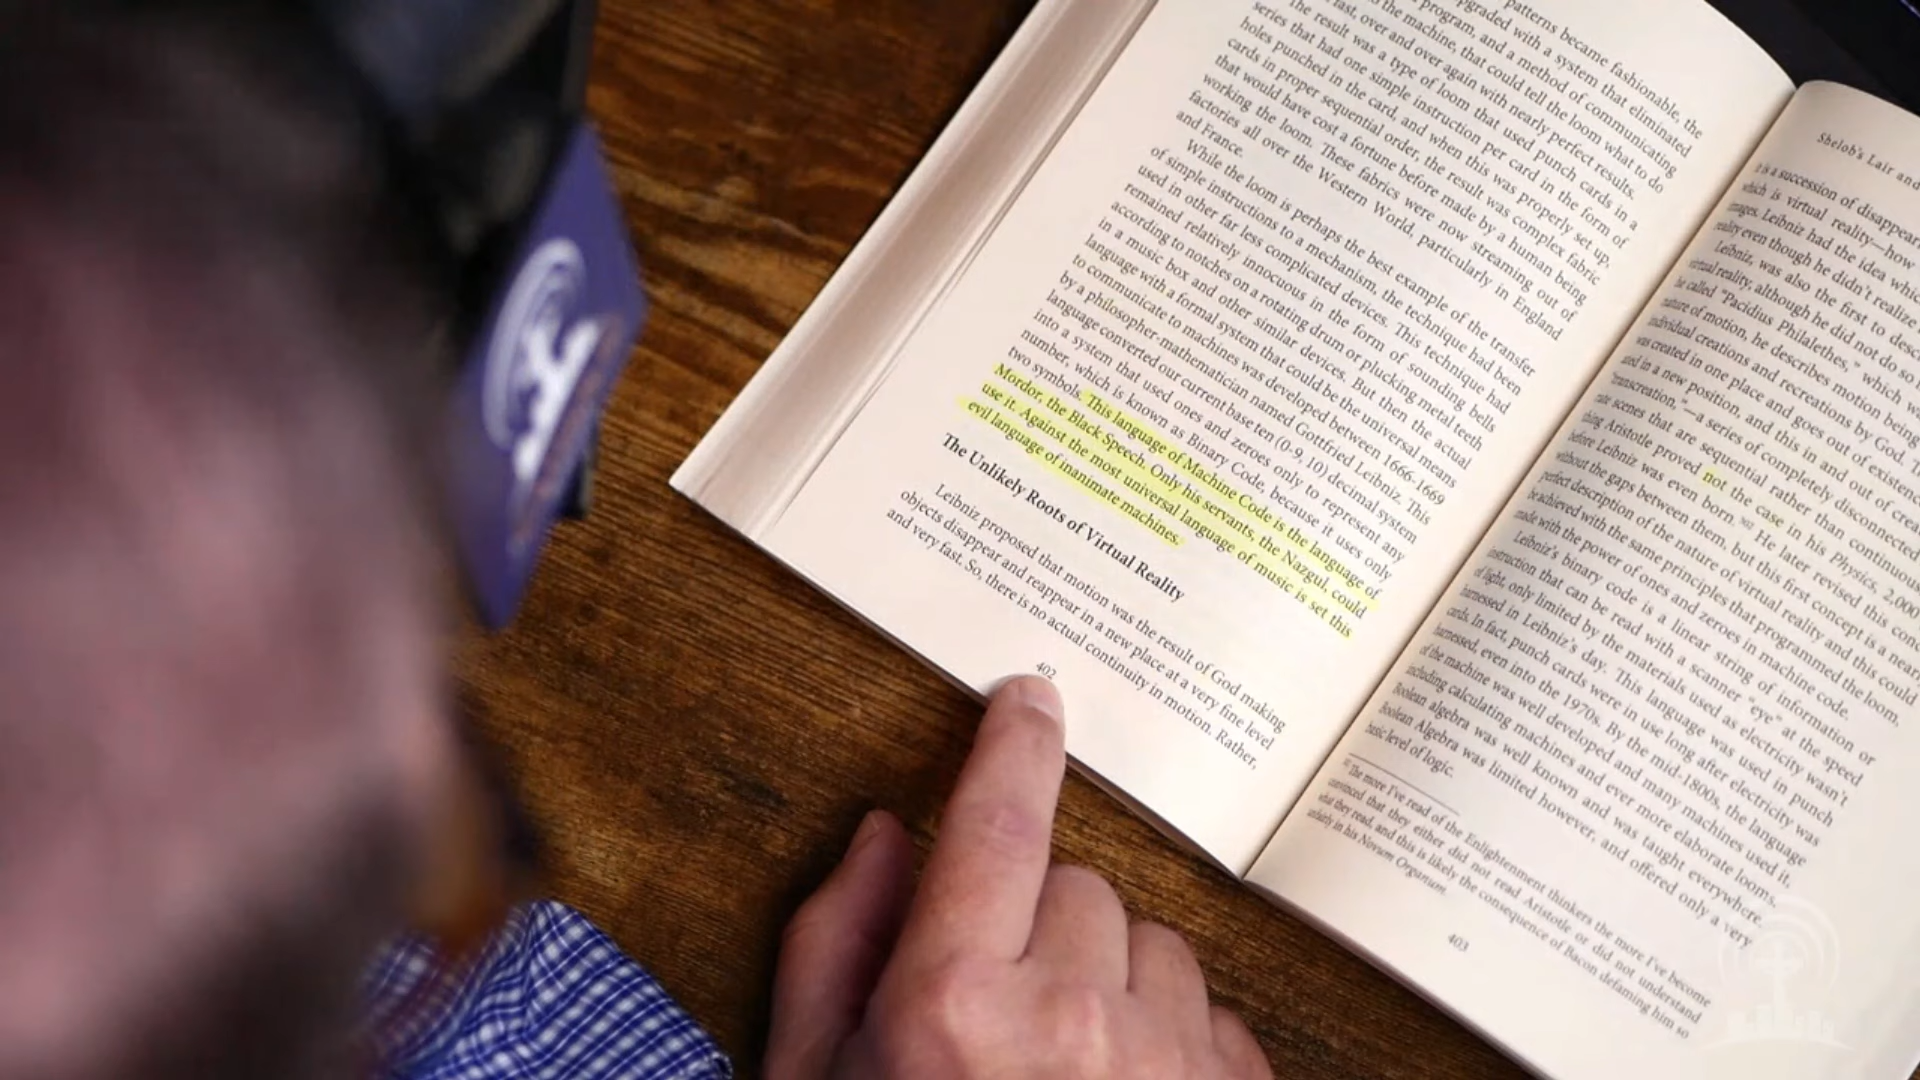 patterns became fashionable, the
upgraded with a system that eliminated
program, and a method of communicating
to the machine, that could tell the loom what to do
fast, over and over again with nearly perfect results.
The result was a type of loom that used punch cards in a
series that had one simple instruction per card in the form of
holes punched in the card, and when this was properly set up,
cards in proper sequential order, the result was complex fabric
that would have cost a fortune before made by a human being
working the loom. These fabrics were now streaming out of
factories all over the Western World, particularly in England
and France.
While the loom is perhaps the best example of the transfer
of simple instructions to a mechanism, the technique had been
used in other far less complicated devices. This technique had
remained relatively innocuous in the form of sounding bells
according to notches on a rotating drum or plucking metal teeth
in a music box and other similar devices. But then the actual
language with a formal system that could be the universal means
to communicate to machines was developed between 1666-1669
by a philosopher-mathematician named Gottfried Leibniz. This
language converted our current base ten (0-9, 10) decimal system
into a system that used ones and zeroes only to represent any
number, which is known as Binary Code, because it uses only
two symbols. This language of Machine Code is the language of
Mordor, the Black Speech. Only his servants, the Nazgul, could
use it. Against the most universal language of music is set this
evil language of inanimate machines.
The Unlikely Roots of Virtual Reality
Leibniz proposed that motion was the result of God making
objects disappear and reappear in a new place at a very fine level
and very fast. So, there is no actual continuity in motion. Rather,
402
Shelob's Lair and
is a succession of
which is virtual reality—how
images. Leibniz had the idea
reality even though he didn't realize
Leibniz, was also the first to
virtual reality, although he did not do so
he called "Pacidius Philalethes," which
nature of motion, he describes motion being
individual creations and recreations by God.
was created in one place and goes out of existence
used in a new position, and this in and out of
"transcreation,"—a series of completely disconnected
scenes that are sequential rather than continuous
thing Aristotle proved not the case in his Physics, 2,000
before Leibniz was even born. He later revised this
without the gaps between them, but this first concept is a
perfect description of the nature of virtual reality and this could
be achieved with the same principles that programmed the loom,
made with the power of ones and zeroes in machine code.
Leibniz's binary code is a linear string of information or
instruction that can be read with a scanner "eye" at the speed
of light, only limited by the materials used as electricity wasn't
harnessed in Leibniz's day. This language was used in punch
cards. In fact, punch cards were in use long after electricity was
harnessed, even into the 1970s. By the mid-1800s, the language
of the machine was well developed and many machines used it,
including calculating machines and ever more elaborate looms.
Boolean algebra was well known and was taught everywhere.
Boolean Algebra was limited however, and offered only a very
basic level of logic.
The more I've read of the Enlightenment thinkers the more I've become
convinced that they either did not read Aristotle or did not understand
what they read, and this is likely the consequence of Bacon defaming him so
unfairly in his Novum Organum.
403